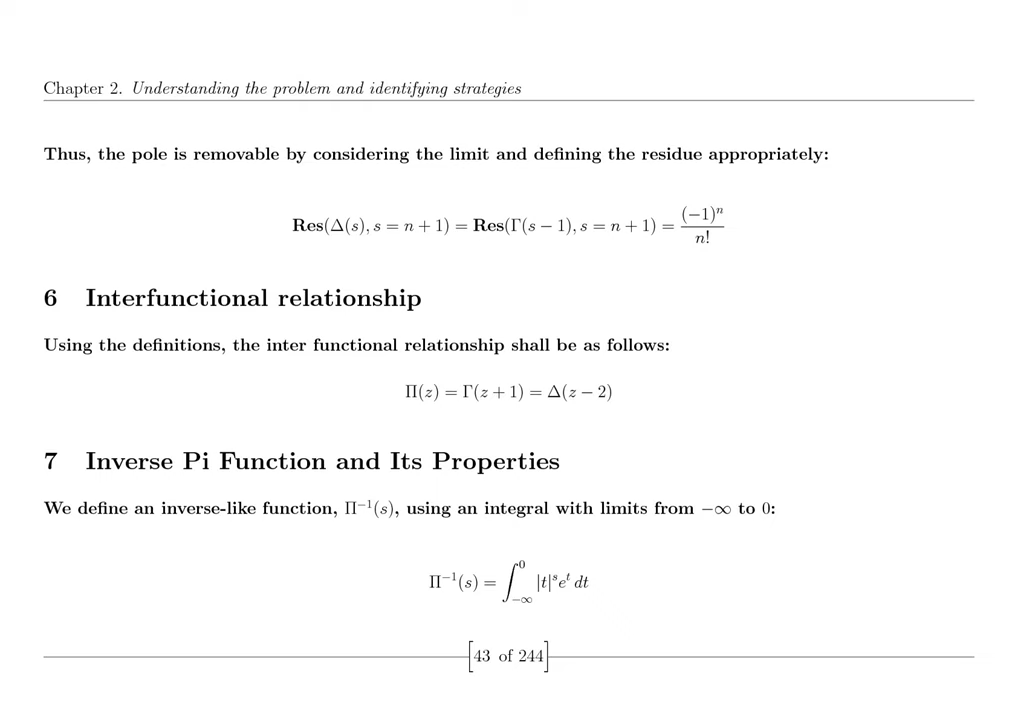 Chapter 2. Understanding the problem and identifying strategies
Thus, the pole is removable by considering the limit and defining the residue appropriately:
Res(Δ(s), s = n + 1) = Res(Γ(s − 1), s = n + 1) = (−1)ⁿ / n!
6 Interfunctional relationship
Using the definitions, the inter functional relationship shall be as follows:
Π(z) = Γ(z + 1) = Δ(z − 2)
7 Inverse Pi Function and Its Properties
We define an inverse-like function, Π⁻¹(s), using an integral with limits from −∞ to 0:
Π⁻¹(s) = ∫_{−∞}^{0} |t|ˢeᵗ dt
[43 of 244]